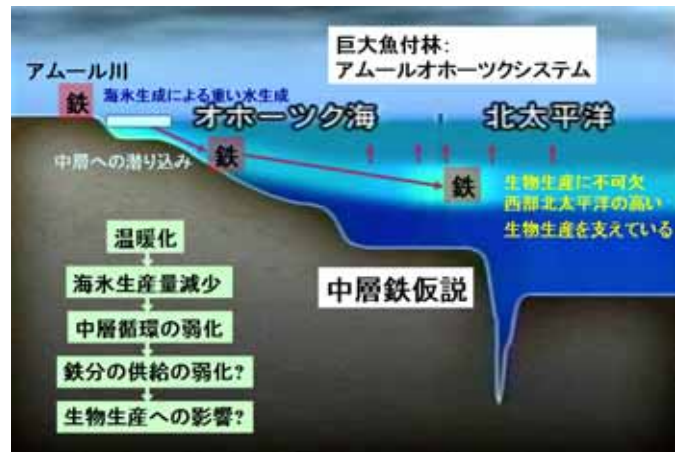 巨大魚付林:
アムールオホーツクシステム
アムール川
鉄
海氷生成による重い水生成
オホーツク海
北太平洋
中層への潜り込み
鉄
鉄
生物生産に不可欠
西部北太平洋の高い
生物生産を支えている
温暖化
海氷生産量減少
中層循環の弱化
鉄分の供給の弱化?
生物生産への影響?
中層鉄仮説